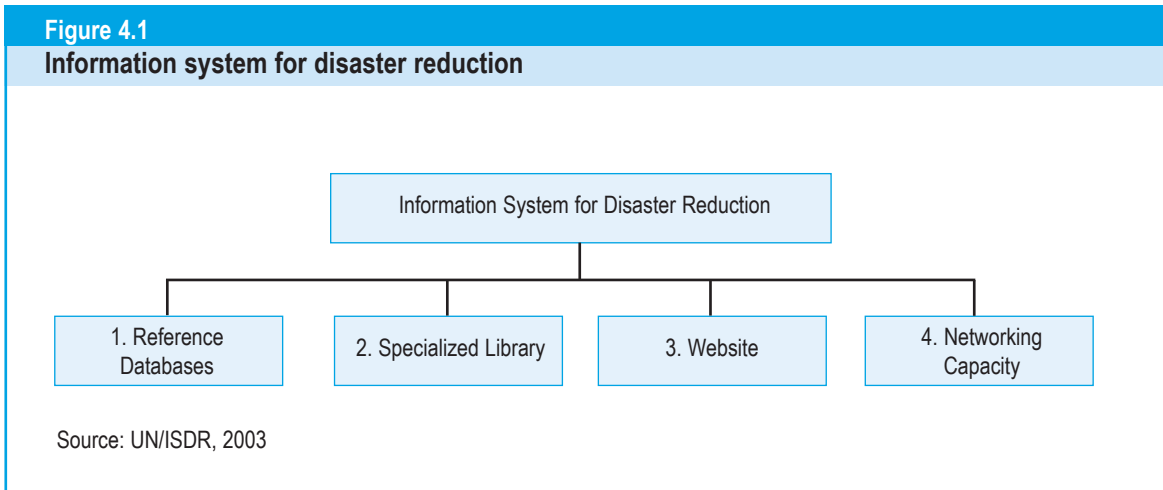 Figure 4.1
Information system for disaster reduction
Information System for Disaster Reduction
1. Reference
Databases
2. Specialized Library
3. Website
4. Networking
Capacity
Source: UN/ISDR, 2003